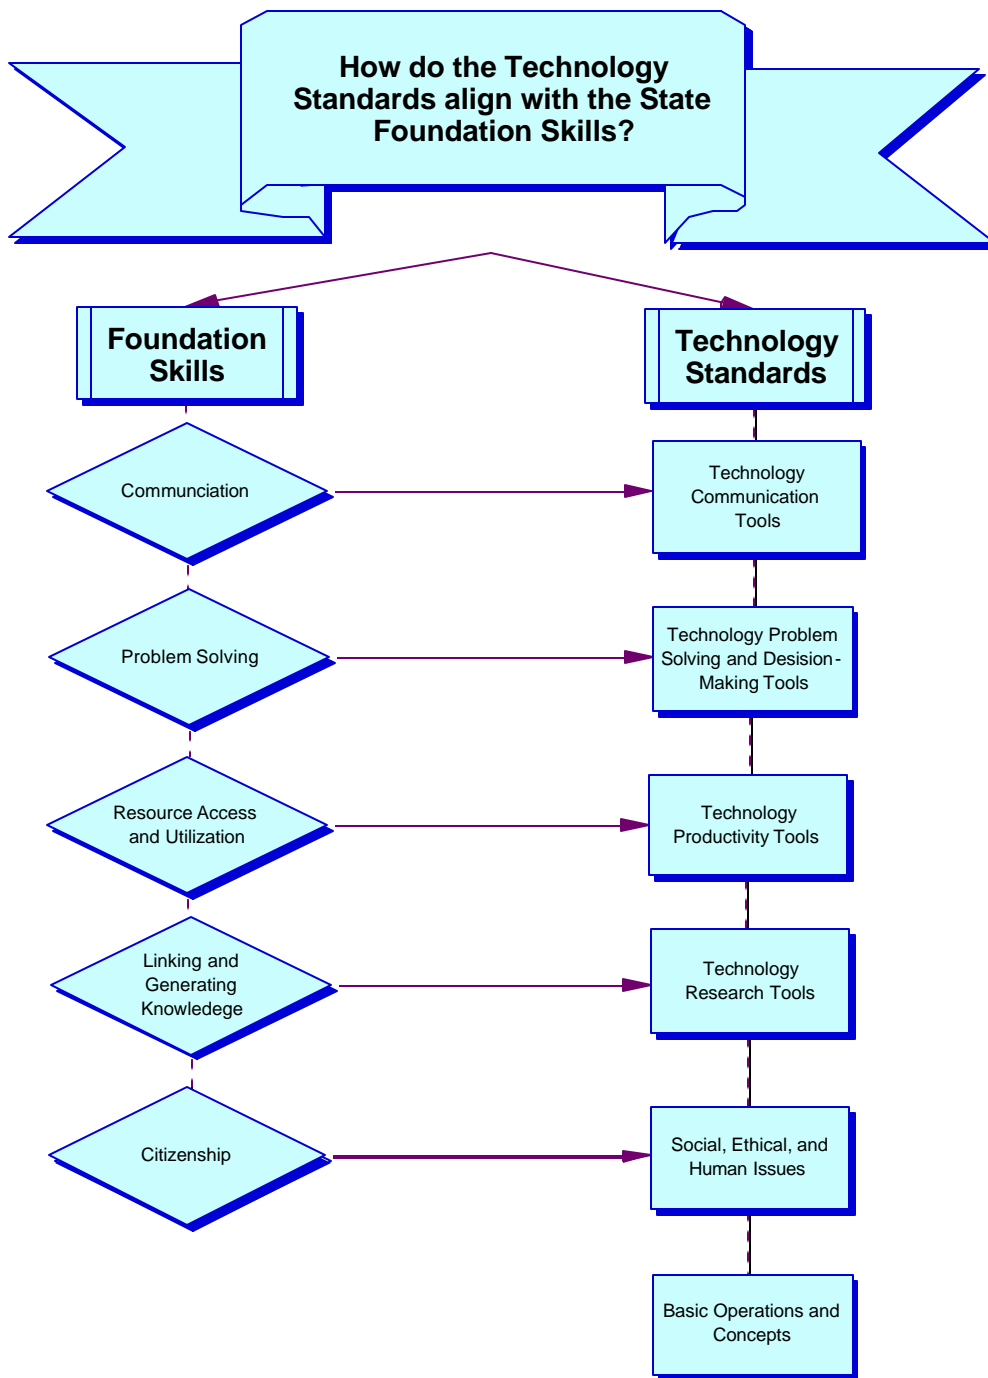 How do the Technology
Standards align with the State
Foundation Skills?
Foundation
Skills
Technology
Standards
Communciation
Technology
Communication
Tools
Problem Solving
Technology Problem
Solving and Desision-
Making Tools
Resource Access
and Utilization
Technology
Productivity Tools
Linking and
Generating
Knowledege
Technology
Research Tools
Citizenship
Social, Ethical, and
Human Issues
Basic Operations and
Concepts